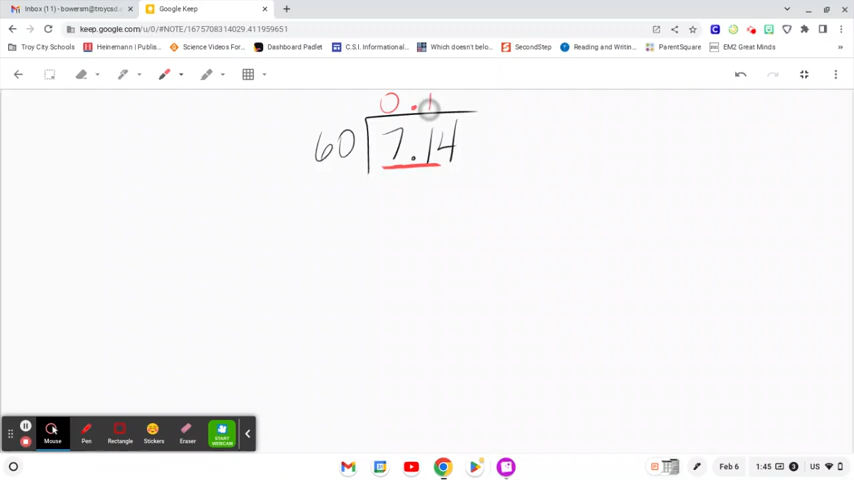 Inbox (11) - bowersm@troycsd.
Google Keep
keep.google.com/u/0/#NOTE/1675708314029.411959651
Troy City Schools
Heinemann | Publis...
Science Videos For...
Dashboard Padlet
C.S.I. Informational...
Which doesn't belo...
SecondStep
Reading and Writin...
ParentSquare
EM2 Great Minds
0.1
60 7.14
Mouse
Pen
Rectangle
Stickers
Eraser
START WEBCAM
Feb 6
1:45
3
US